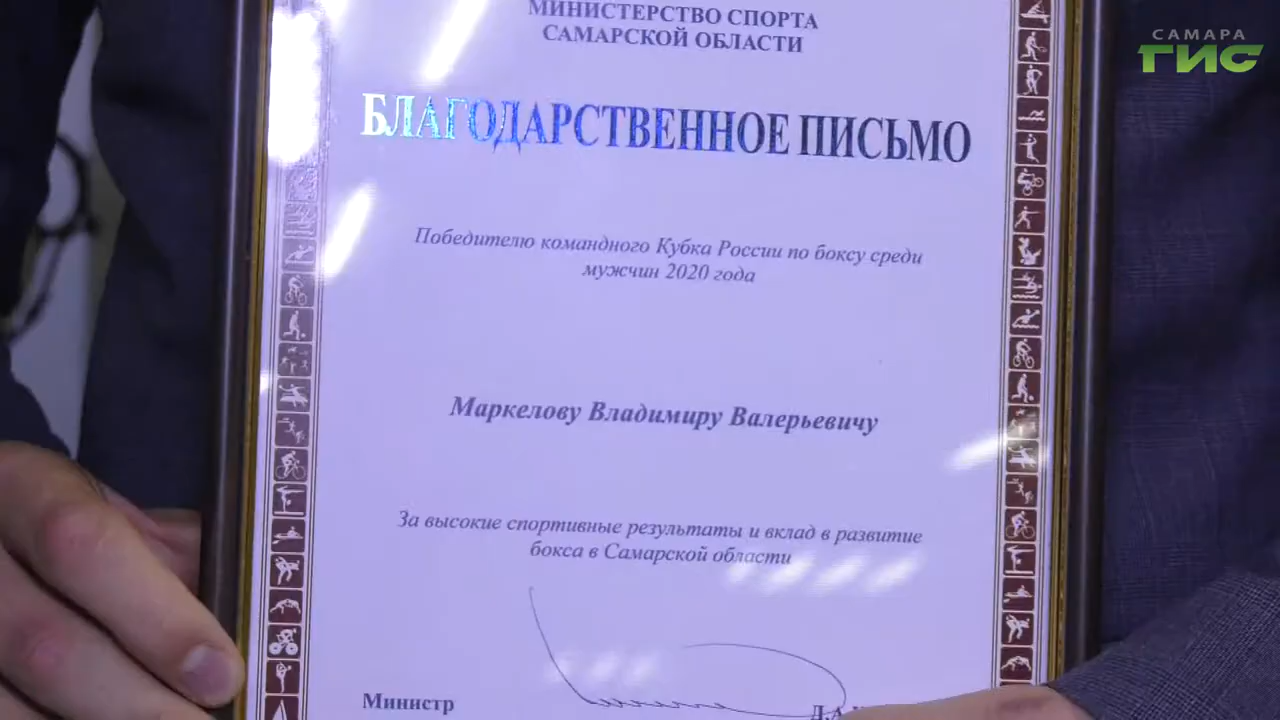 МИНИСТЕРСТВО СПОРТА
САМАРСКОЙ ОБЛАСТИ
БЛАГОДАРСТВЕННОЕ ПИСЬМО
Победителю командного Кубка России по боксу среди
мужчин 2020 года
Маркелову Владимиру Валерьевичу
За высокие спортивные результаты и вклад в развитие
бокса в Самарской области
Министр
САМАРА
ГИС